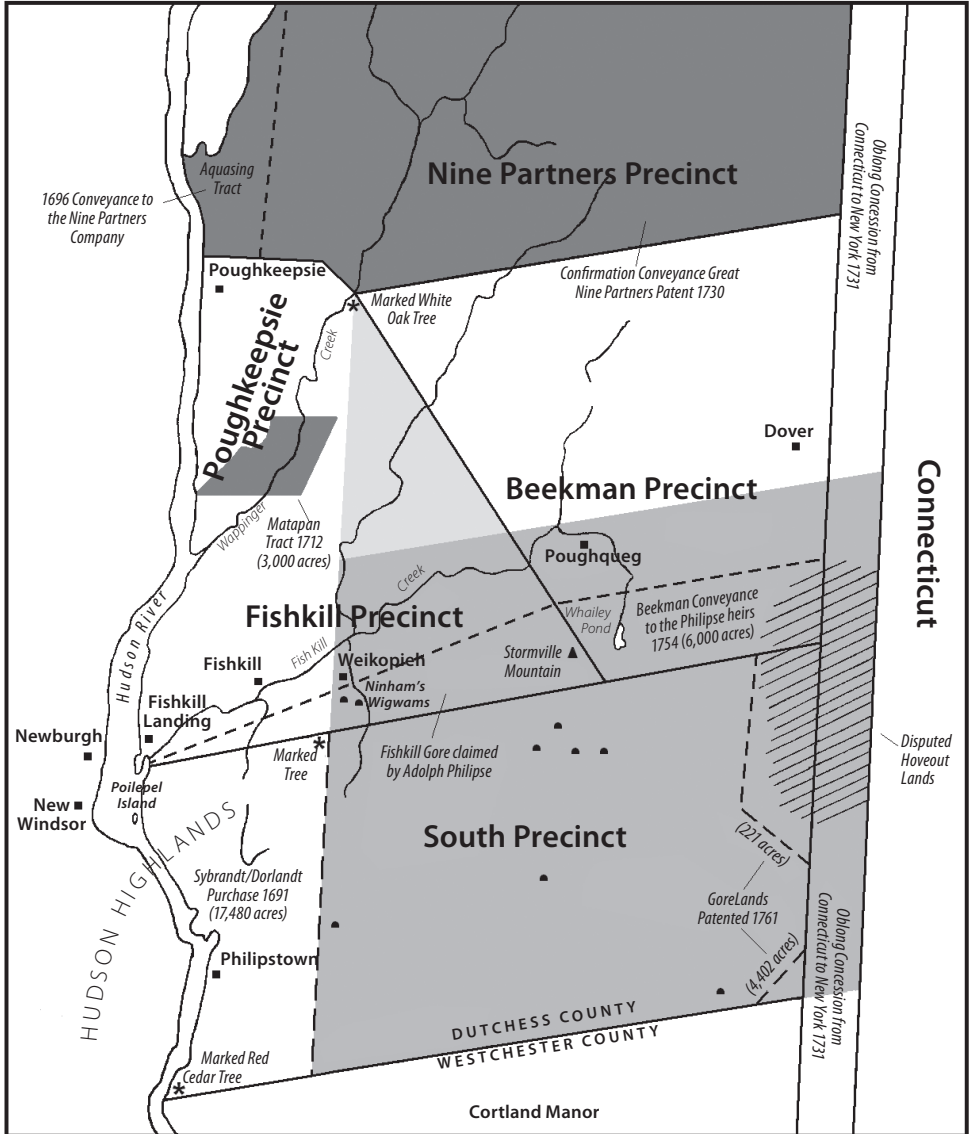 Oblong Concession from
Connecticut to New York 1731
Aquasing
Tract
Nine Partners Precinct
1696 Conveyance to
the Nine Partners
Company
Poughkeepsie
Confirmation Conveyance Great
Nine Partners Patent 1730
Marked White
Oak Tree
Creek
Poughkeepsie
Precinct
Dover
Connecticut
Beekman Precinct
Wappinger
Matapan
Tract 1712
(3,000 acres)
Poughqueg
Creek
Hudson River
Fishkill Precinct
Whailey
Pond
Beekman Conveyance
to the Philipse heirs
1754 (6,000 acres)
Fish Kill
Stormville
Mountain
Fishkill
Weikopieh
Ninham's
Wigwams
Fishkill
Landing
Newburgh
Marked
Tree
Fishkill Gore claimed
by Adolph Philipse
Disputed
Hoveout
Lands
Poilepel
Island
New
Windsor
HUDSON HIGHLANDS
South Precinct
(221 acres)
Sybrandt/Dorlandt
Purchase 1691
(17,480 acres)
GoreLands
Patented 1761
Oblong Concession from
Connecticut to New York 1731
Philipstown
(4,402 acres)
DUTCHESS COUNTY
WESTCHESTER COUNTY
Marked Red
Cedar Tree
Cortland Manor